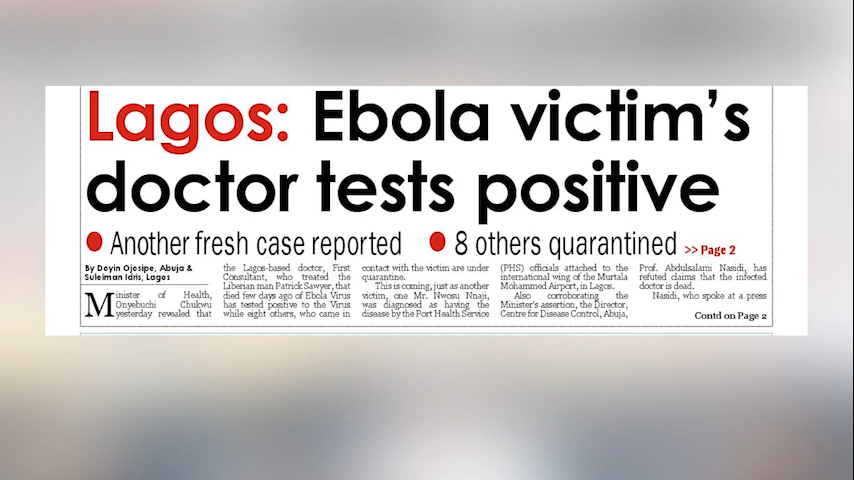 Lagos: Ebola victim's
doctor tests positive
Another fresh case reported
8 others quarantined >> Page 2
By Doyin Ojosipe, Abuja &
Suleiman Idris, Lagos
Minister of Health,
Onyebuchi Chukwu
yesterday revealed that
the Lagos-based doctor, First
Consultant, who treated the
Liberian man Patrick Sawyer, that
died few days ago of Ebola Virus
has tested positive to the Virus
while eight others, who came in
contact with the victim are under
quarantine.
This is coming, just as another
victim, one Mr. Nwosu Nnaji,
was diagnosed as having the
disease by the Port Health Service
(PHS) officials attached to the
international wing of the Murtala
Mohammed Airport, in Lagos.
Also corroborating the
Minister's assertion, the Director,
Centre for Disease Control, Abuja,
Prof. Abdulsalami Nasidi, has
refuted claims that the infected
doctor is dead.
Nasidi, who spoke at a press
Contd on Page 2